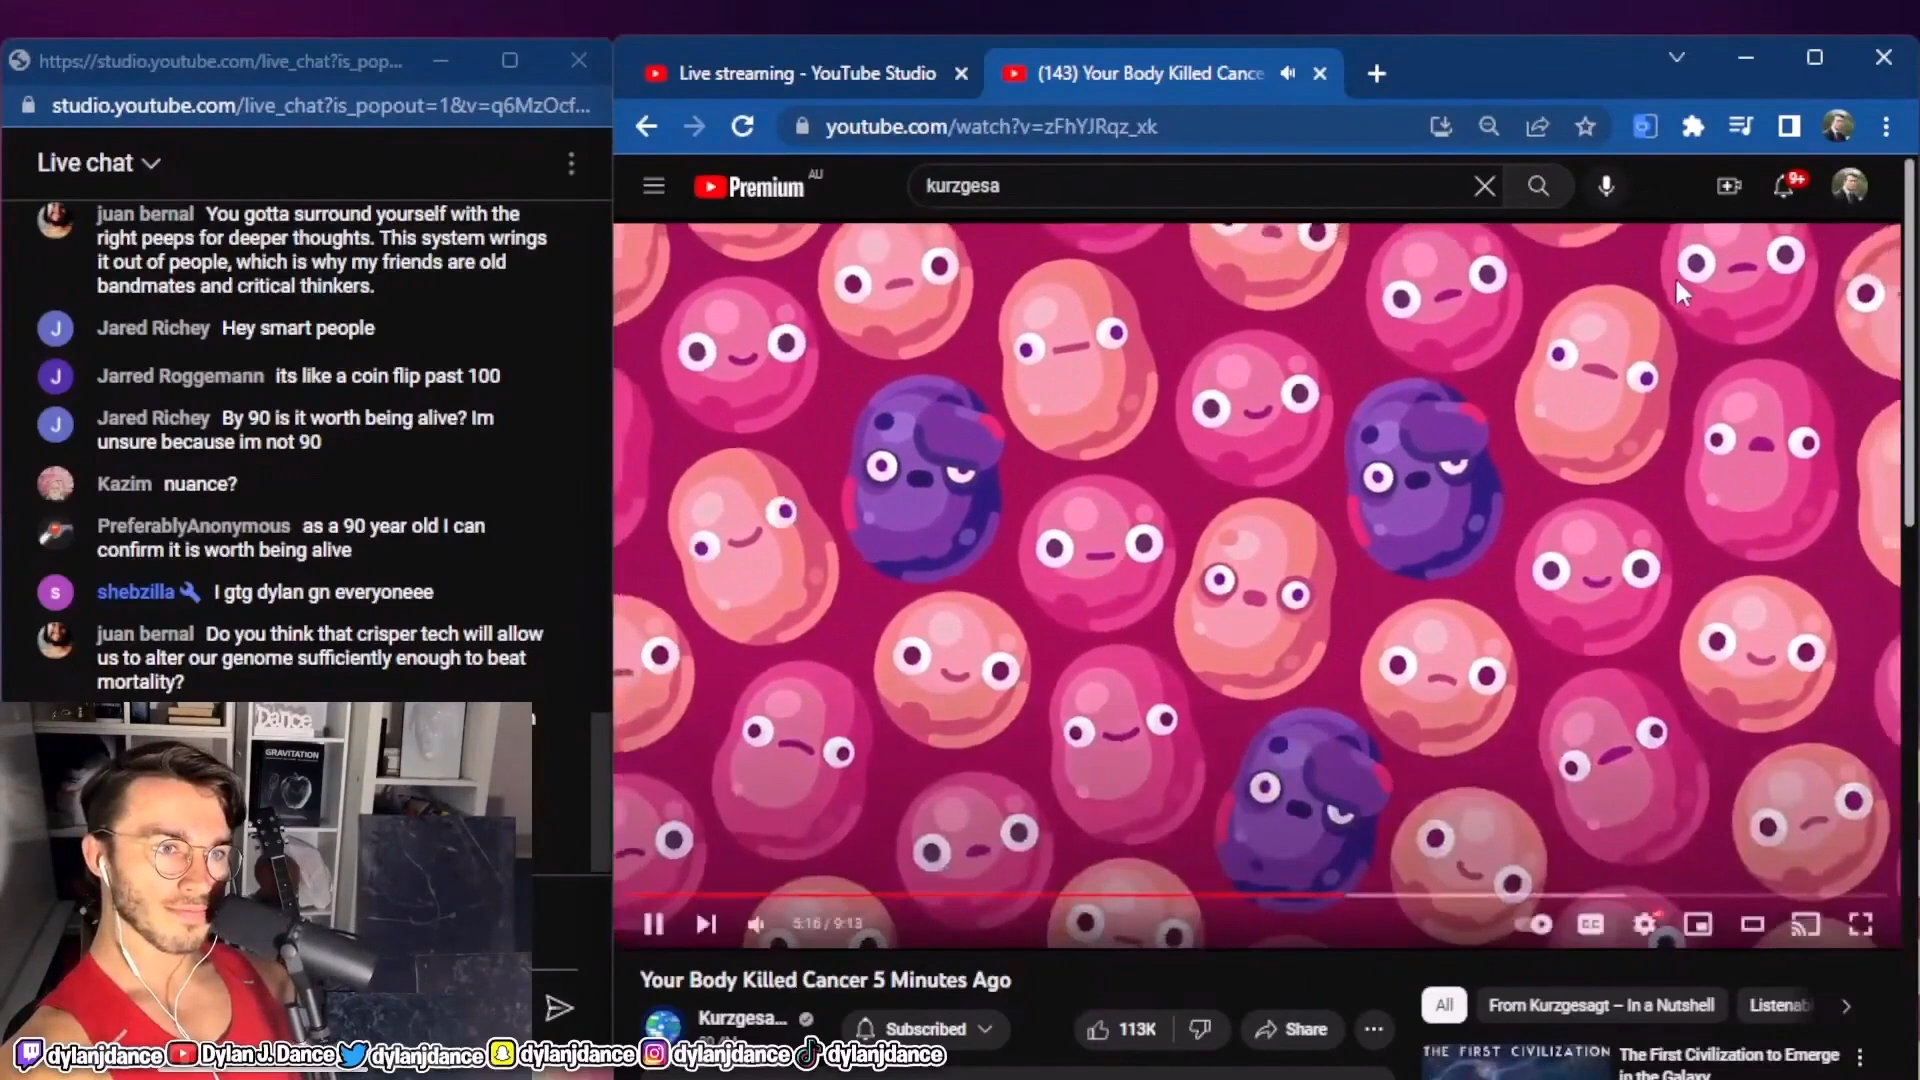 https://studio.youtube.com/live_chat?is_pop...
studio.youtube.com/live_chat?is_popout=1&v=q6MzOcf...
Live chat
juan bernal You gotta surround yourself with the
right peeps for deeper thoughts. This system wrings
it out of people, which is why my friends are old
bandmates and critical thinkers.
J Jared Richey Hey smart people
J Jarred Roggemann its like a coin flip past 100
J Jared Richey By 90 is it worth being alive? Im
unsure because im not 90
Kazim nuance?
PreferablyAnonymous as a 90 year old I can
confirm it is worth being alive
s shebzilla I gtg dylan gn everyoneee
juan bernal Do you think that crisper tech will allow
us to alter our genome sufficiently enough to beat
mortality?
Dance
GRAVITATION
Live streaming - YouTube Studio
(143) Your Body Killed Cance
youtube.com/watch?v=zFhYJRqz_xk
Premium AU
kurzgesa
9+
5:16 / 9:13
CC
Your Body Killed Cancer 5 Minutes Ago
Kurzgesa...
Subscribed
113K
Share
All
From Kurzgesagt – In a Nutshell
Listenab
THE FIRST CIVILIZATION
The First Civilization to Emerge
in the Galaxy
dylanjdance Dylan J. Dance dylanjdance dylanjdance dylanjdance dylanjdance